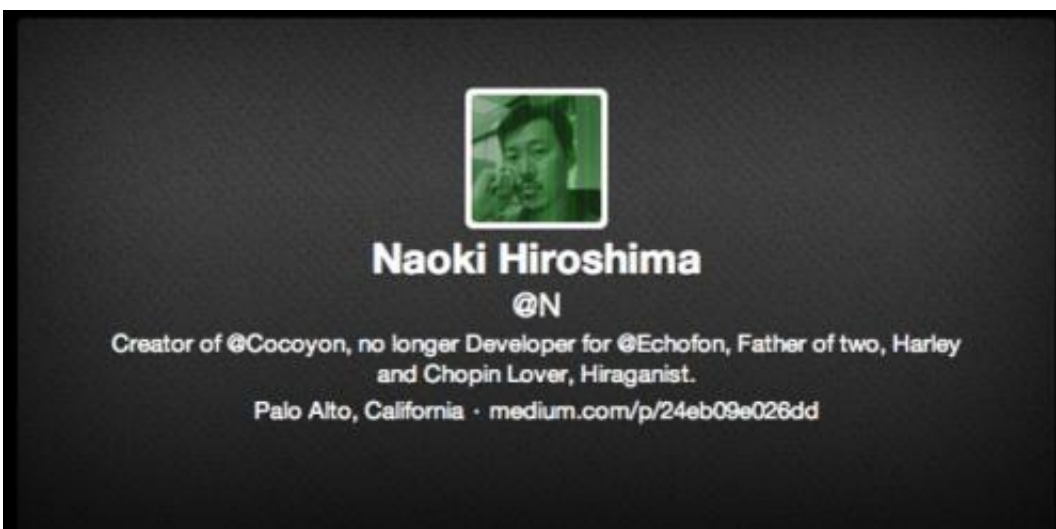 Naoki Hiroshima
@N
Creator of @Cocoyon, no longer Developer for @Echofon, Father of two, Harley
and Chopin Lover, Hiraganist.
Palo Alto, California · medium.com/p/24eb09e026dd